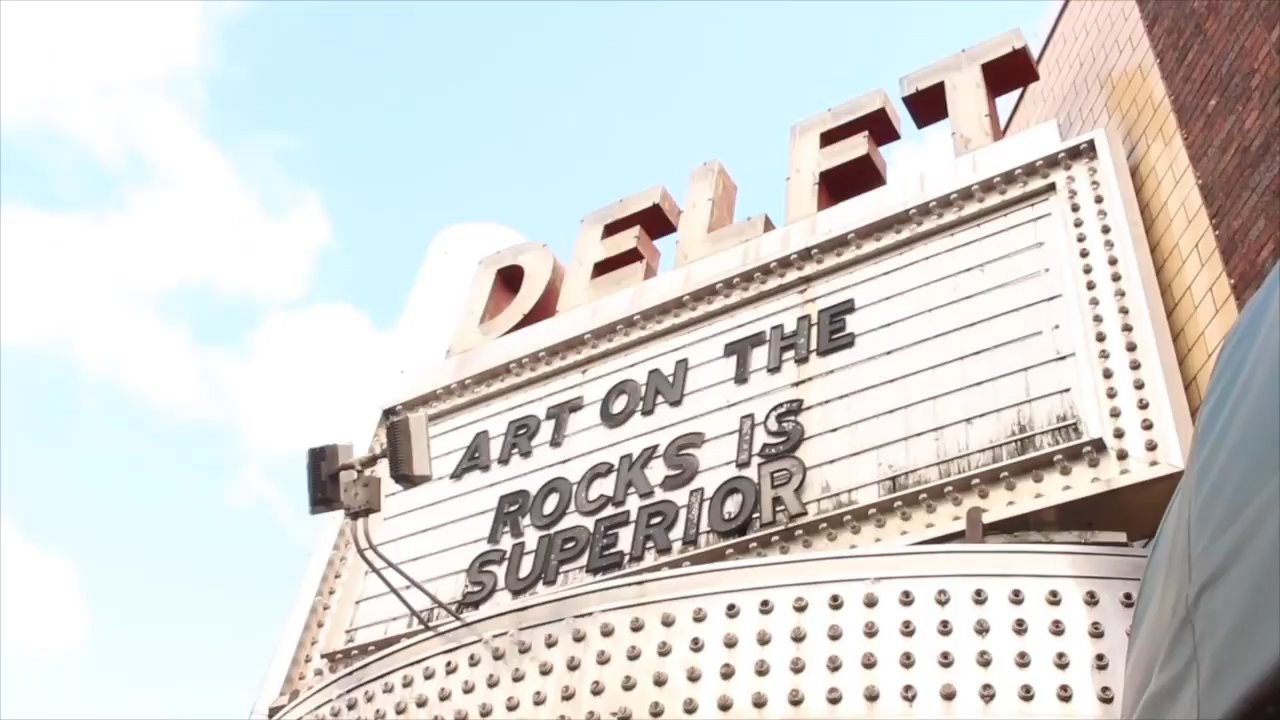 DELFT
ART ON THE
ROCKS IS
SUPERIOR